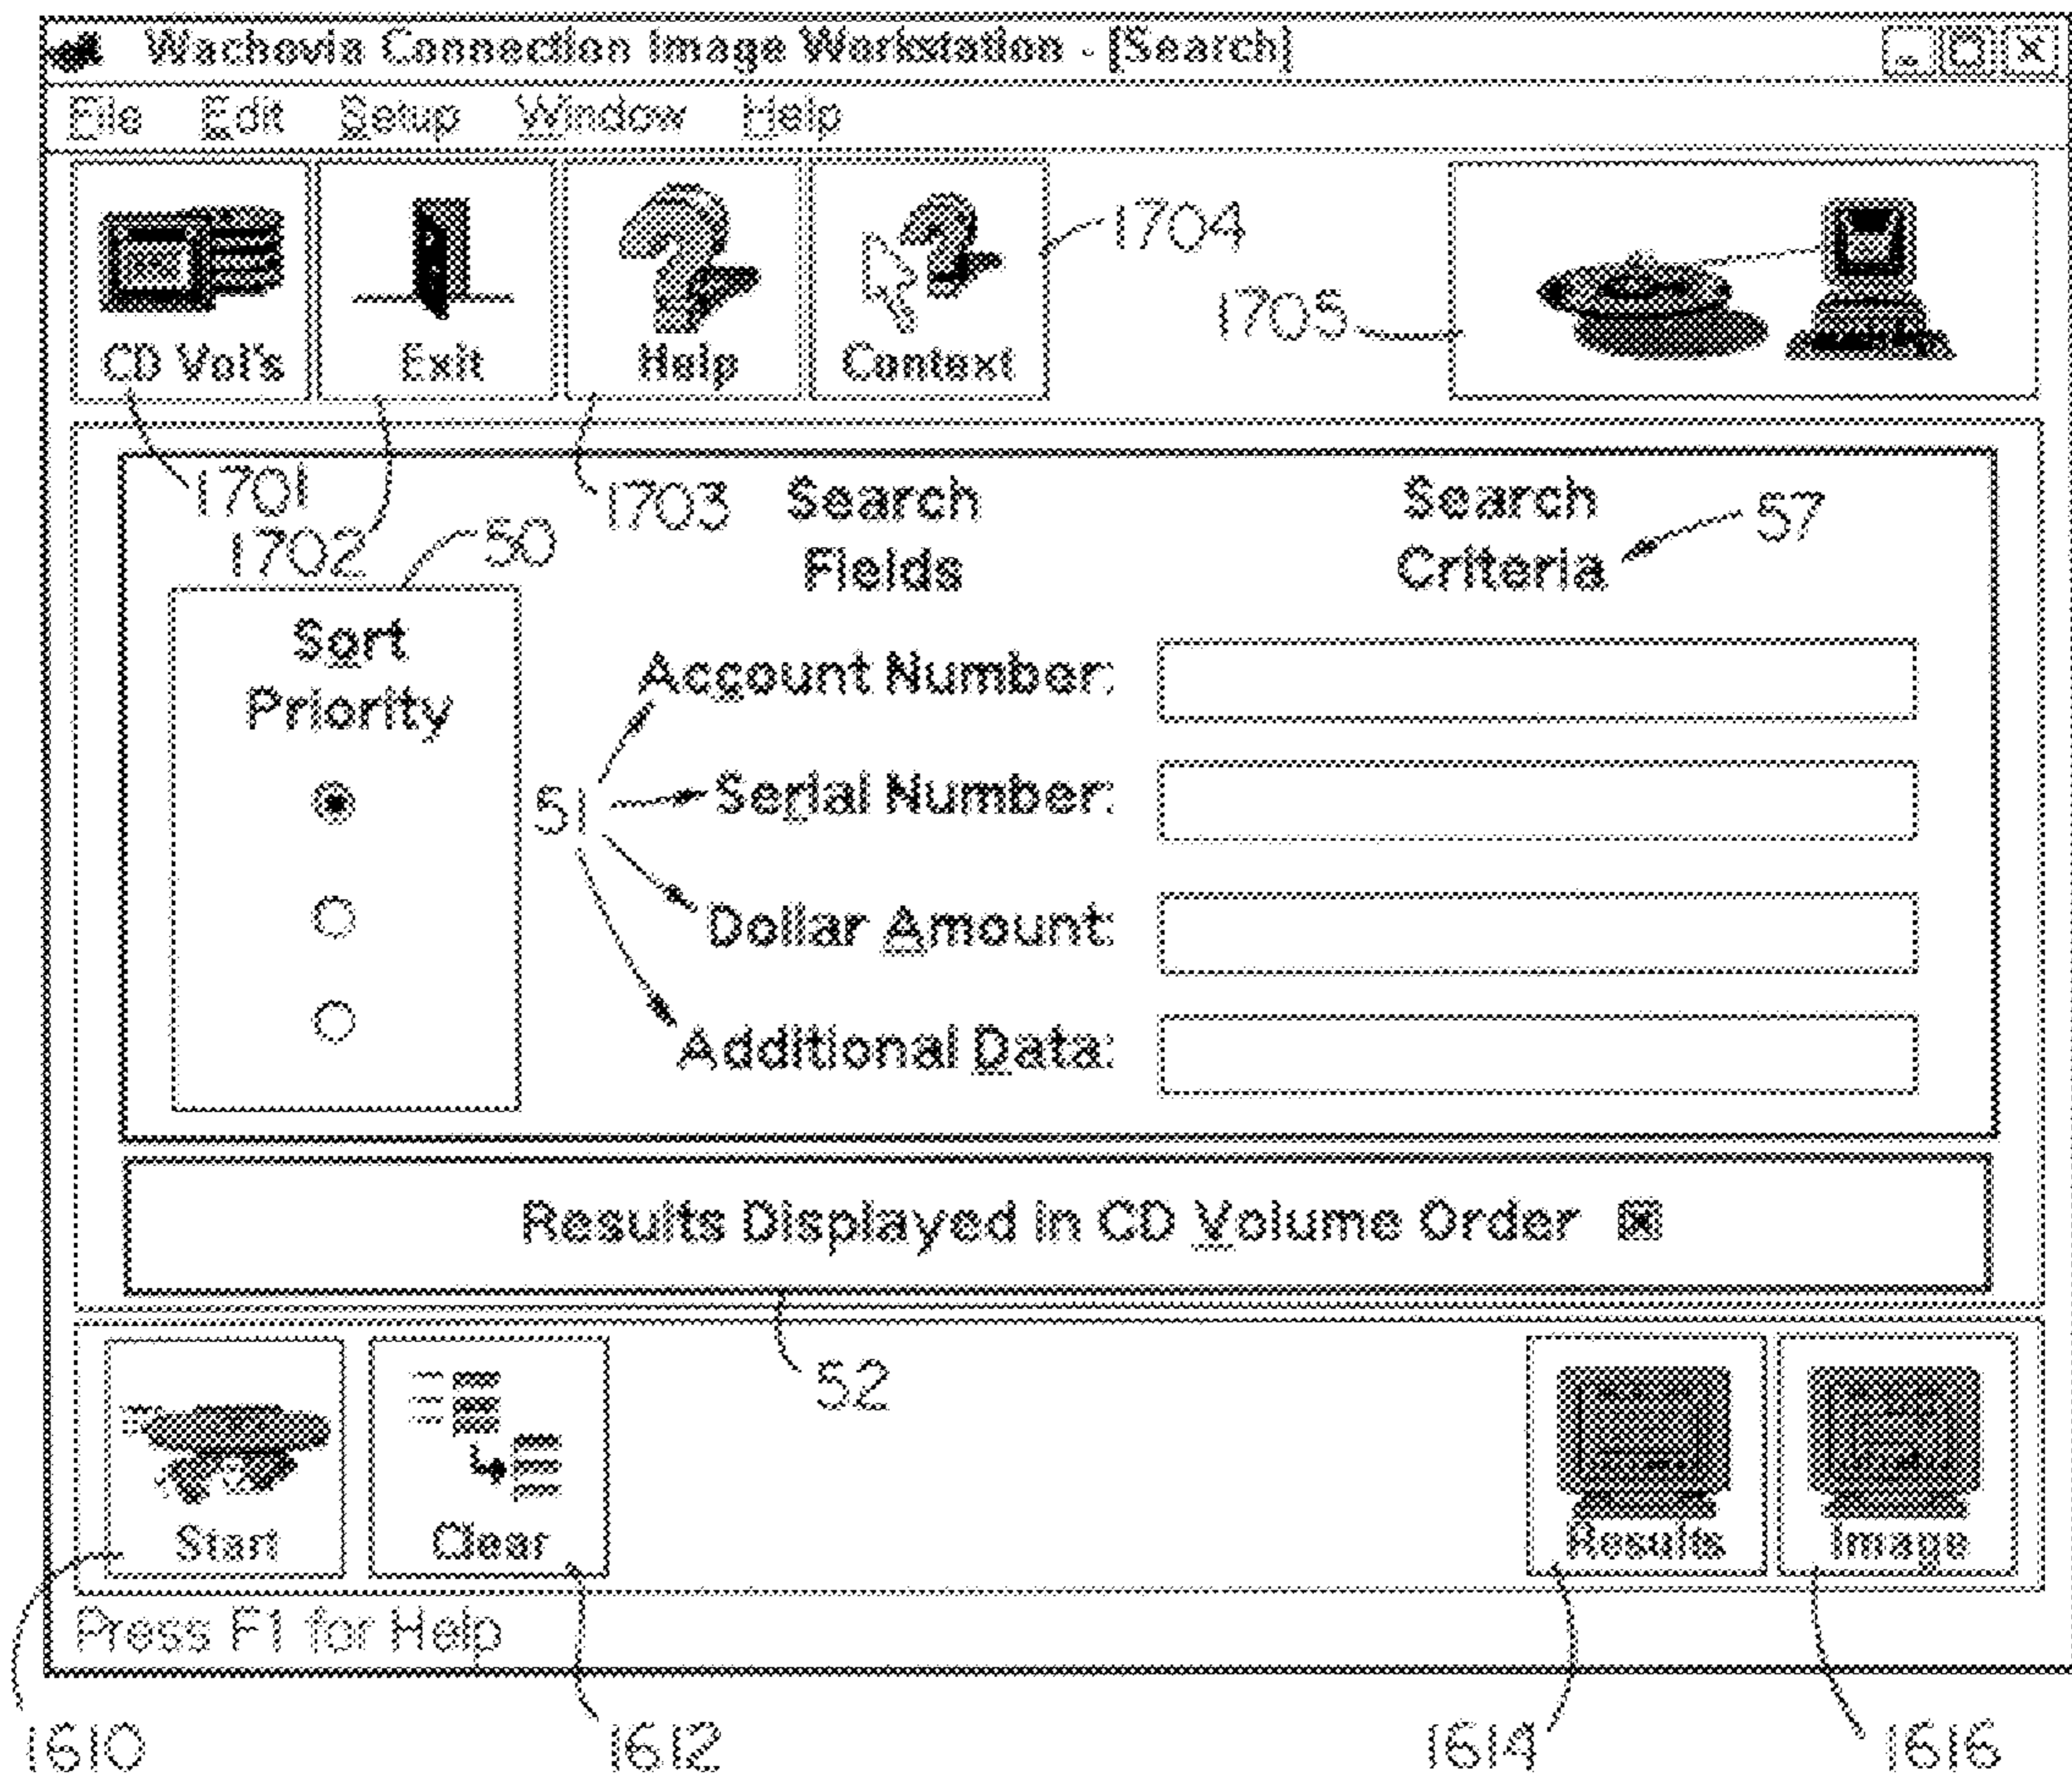 Wachovia Connection Image Workstation - [Search]
File Edit Setup Window Help
CD Vol's
Exit
Help
Context
1704
1705
1701
1702
1703
50
Search Fields
Search Criteria
57
Sort Priority
51
Account Number:
Serial Number:
Dollar Amount:
Additional Data:
Results Displayed in CD Volume Order
52
Start
Clear
Results
Image
Press F1 for Help
1610
1612
1614
1616